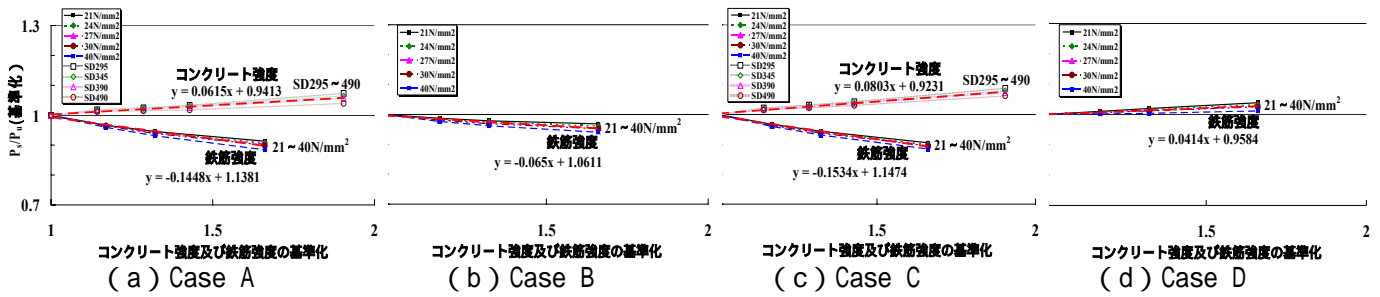 1.3
1
0.7
Ps/Pu(基準化)
21N/mm2
24N/mm2
27N/mm2
30N/mm2
40N/mm2
SD295
SD345
SD390
SD490
コンクリート強度
y = 0.0615x + 0.9413
SD295~490
21~40N/mm²
鉄筋強度
y = -0.1448x + 1.1381
1
1.5
2
コンクリート強度及び鉄筋強度の基準化
(a) Case A
21N/mm2
24N/mm2
27N/mm2
30N/mm2
40N/mm2
21~40N/mm²
鉄筋強度
y = -0.065x + 1.0611
1.5
2
コンクリート強度及び鉄筋強度の基準化
(b) Case B
21N/mm2
24N/mm2
27N/mm2
30N/mm2
40N/mm2
SD295
SD345
SD390
SD490
コンクリート強度
y = 0.0803x + 0.9231
SD295~490
21~40N/mm²
鉄筋強度
y = -0.1534x + 1.1474
1.5
2
コンクリート強度及び鉄筋強度の基準化
(c) Case C
21N/mm2
24N/mm2
27N/mm2
30N/mm2
40N/mm2
21~40N/mm²
鉄筋強度
y = 0.0414x + 0.9584
1.5
2
コンクリート強度及び鉄筋強度の基準化
(d) Case D